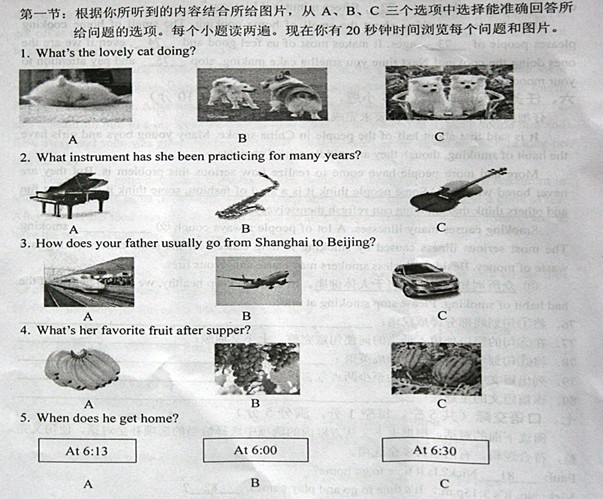 第一节：根据你所听到的内容结合所给图片，从 A、B、C 三个选项中选择能准确回答所
给问题的选项。每个小题读两遍。现在你有 20 秒钟时间浏览每个问题和图片。
1. What's the lovely cat doing?
A B C
2. What instrument has she been practicing for many years?
A B C
3. How does your father usually go from Shanghai to Beijing?
A B C
4. What's her favorite fruit after supper?
A B C
5. When does he get home?
At 6:13 At 6:00 At 6:30
A B C